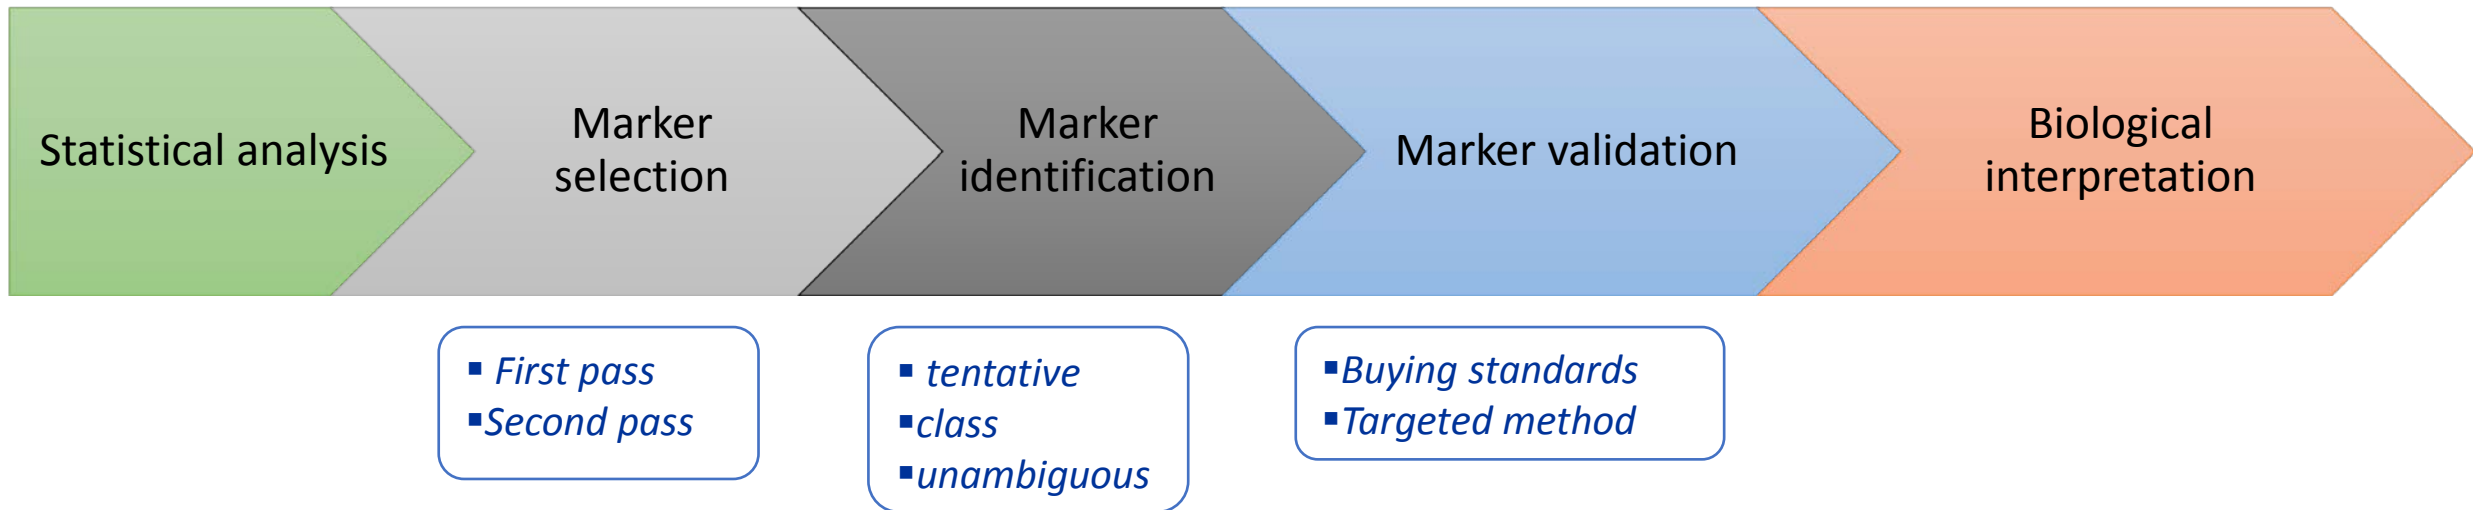 Statistical analysis
Marker
selection
Marker
identification
Marker validation
Biological
interpretation
▪ First pass
▪Second pass
▪ tentative
▪class
▪unambiguous
▪Buying standards
▪Targeted method